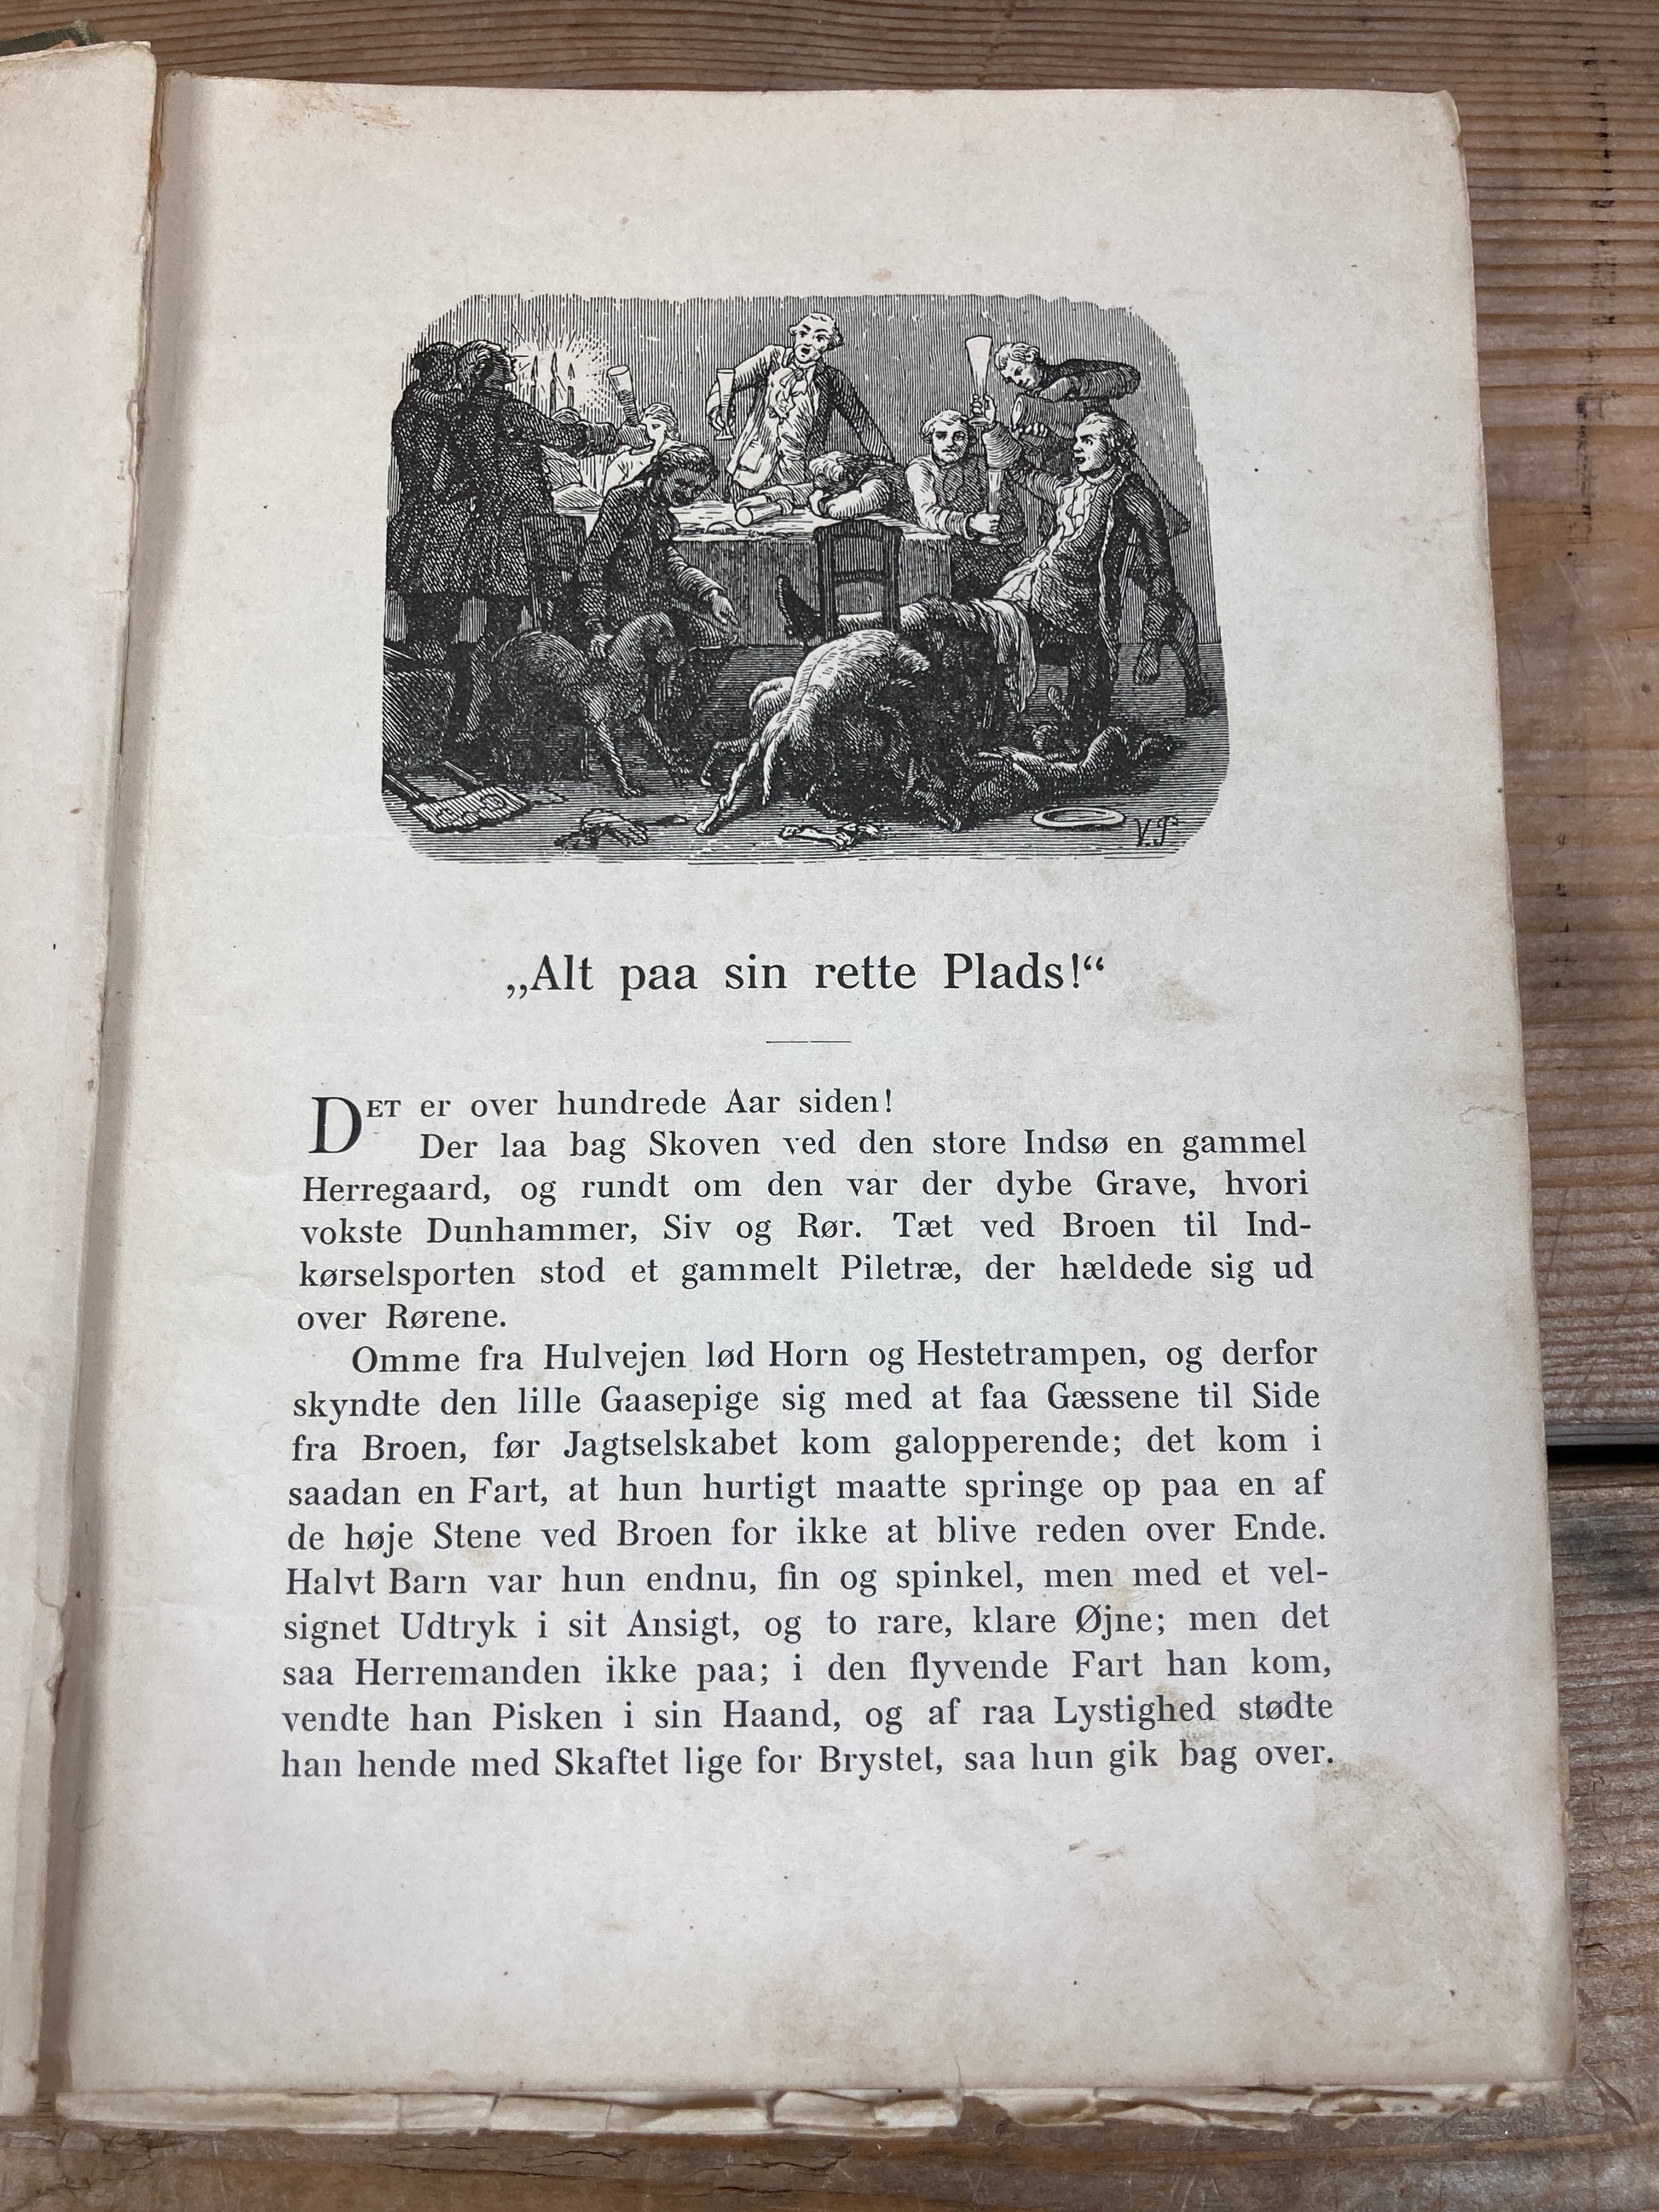 V.P
„Alt paa sin rette Plads!“
DET er over hundrede Aar siden!
Der laa bag Skoven ved den store Indsø en gammel
Herregaard, og rundt om den var der dybe Grave, hvori
vokste Dunhammer, Siv og Rør. Tæt ved Broen til Ind-
kørselsporten stod et gammelt Piletræ, der hældede sig ud
over Rørene.
Omme fra Hulvejen lød Horn og Hestetrampen, og derfor
skyndte den lille Gaasepige sig med at faa Gæssene til Side
fra Broen, før Jagtselskabet kom galopperende; det kom i
saadan en Fart, at hun hurtigt maatte springe op paa en af
de høje Stene ved Broen for ikke at blive reden over Ende.
Halvt Barn var hun endnu, fin og spinkel, men med et vel-
signet Udtryk i sit Ansigt, og to rare, klare Øjne; men det
saa Herremanden ikke paa; i den flyvende Fart han kom,
vendte han Pisken i sin Haand, og af raa Lystighed stødte
han hende med Skaftet lige for Brystet, saa hun gik bag over.